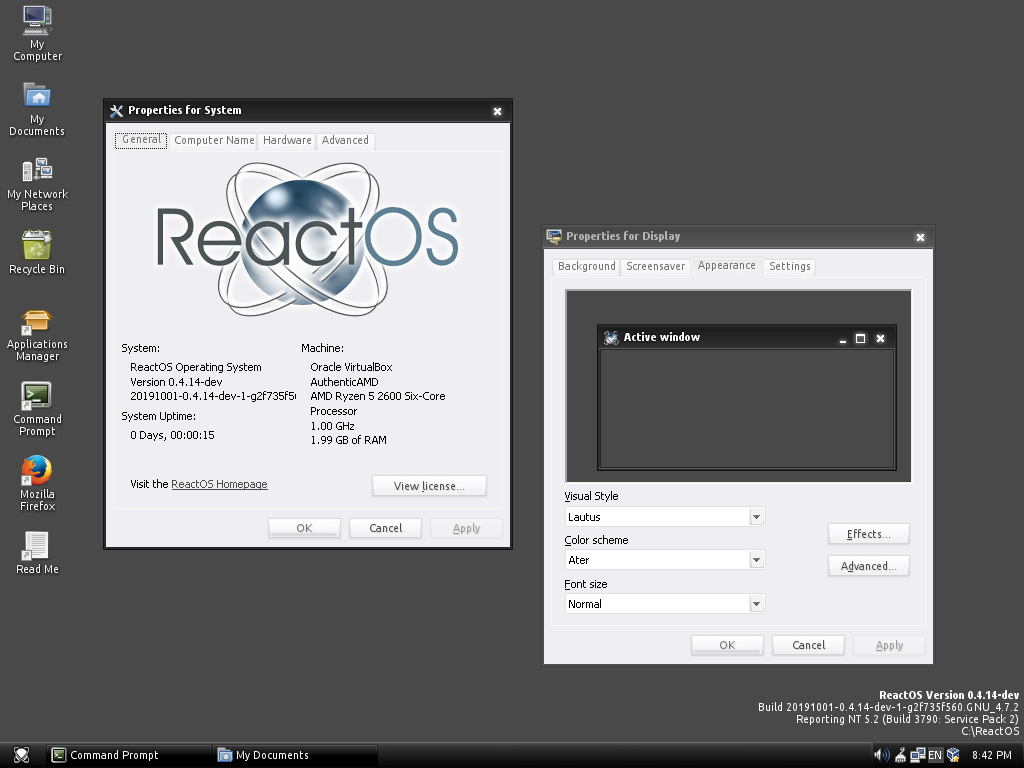 My
Computer
My
Documents
My Network
Places
Recycle Bin
Applications
Manager
Command
Prompt
Mozilla
Firefox
Read Me
Properties for System
General Computer Name Hardware Advanced
ReactOS
System:
ReactOS Operating System
Version 0.4.14-dev
20191001-0.4.14-dev-1-g2f735f5
System Uptime:
0 Days, 00:00:15
Machine:
Oracle VirtualBox
AuthenticAMD
AMD Ryzen 5 2600 Six-Core
Processor
1.00 GHz
1.99 GB of RAM
Visit the ReactOS Homepage
View license...
OK Cancel Apply
Properties for Display
Background Screensaver Appearance Settings
Active window
Visual Style
Lautus
Color scheme
Ater
Font size
Normal
Effects...
Advanced...
OK Cancel Apply
ReactOS Version 0.4.14-dev
Build 20191001-0.4.14-dev-1-g2f735f560.GNU_4.7.2
Reporting NT 5.2 (Build 3790: Service Pack 2)
C:\ReactOS
Command Prompt My Documents EN 8:42 PM